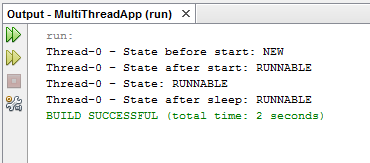 Output - MultiThreadApp (run)
run:
Thread-0 - State before start: NEW
Thread-0 - State after start: RUNNABLE
Thread-0 - State: RUNNABLE
Thread-0 - State after sleep: RUNNABLE
BUILD SUCCESSFUL (total time: 2 seconds)